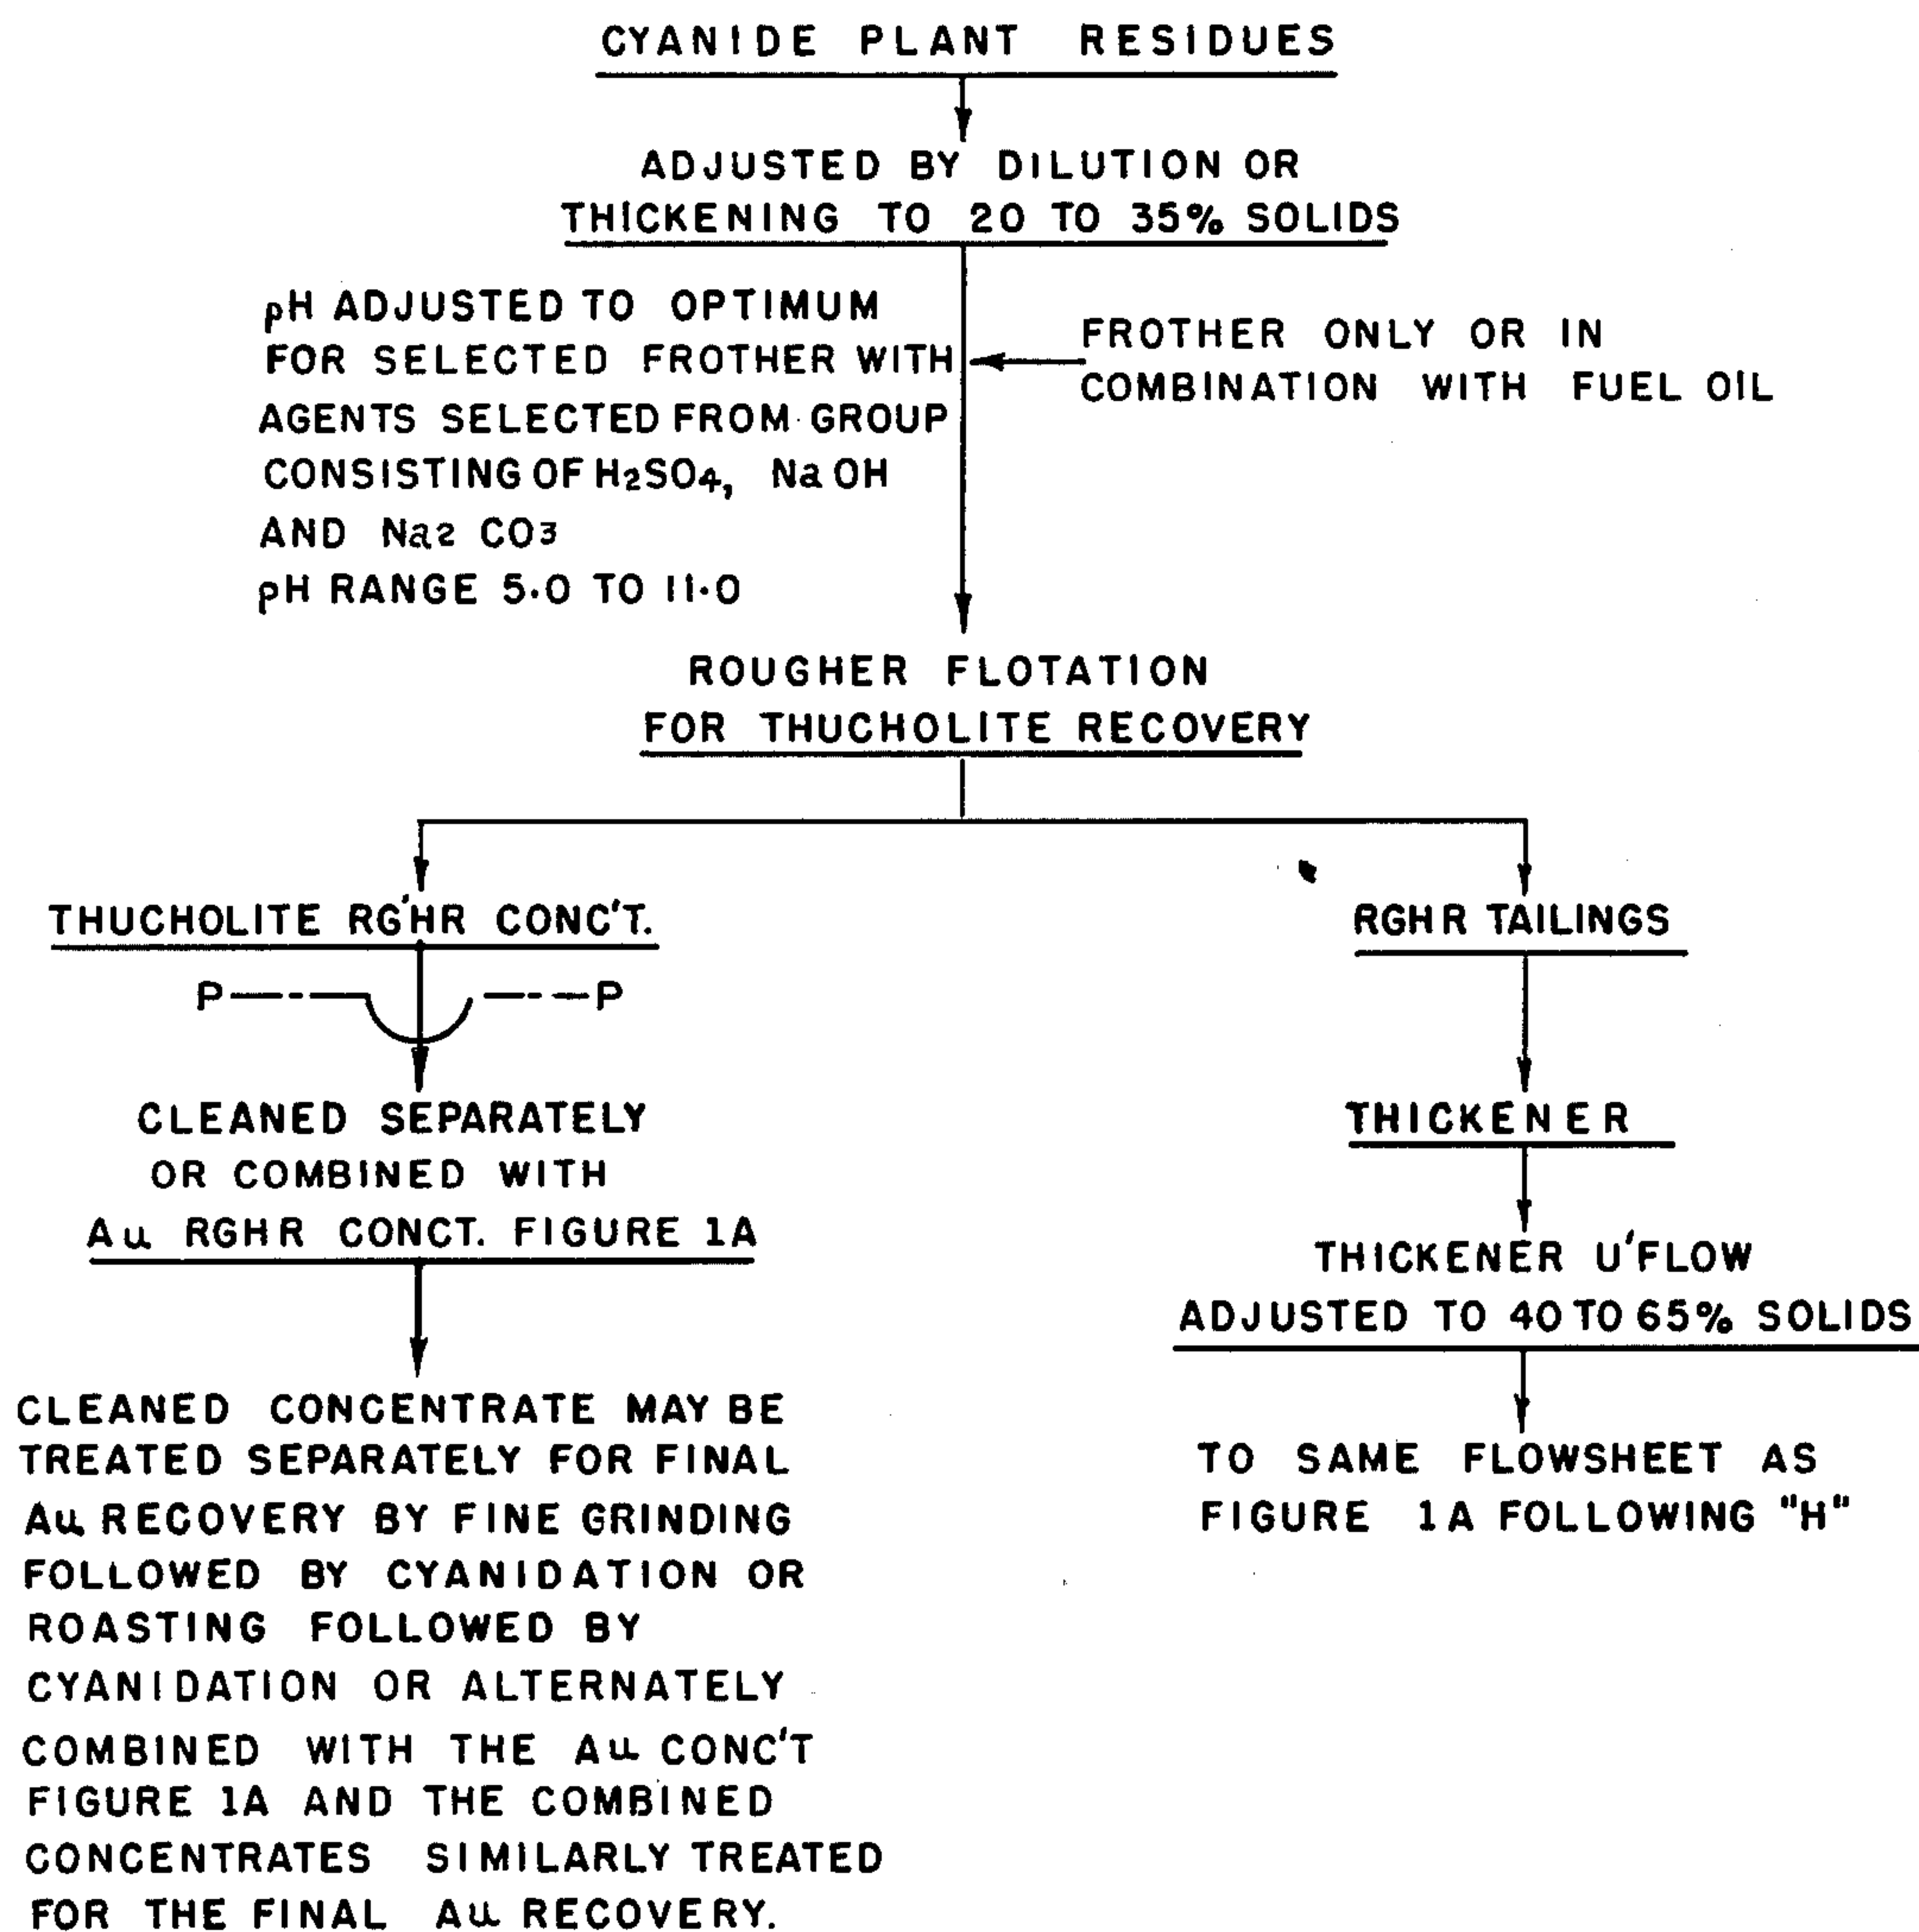 CYANIDE PLANT RESIDUES
ADJUSTED BY DILUTION OR
THICKENING TO 20 TO 35% SOLIDS
pH ADJUSTED TO OPTIMUM
FOR SELECTED FROTHER WITH
AGENTS SELECTED FROM GROUP
CONSISTING OF H2SO4, NaOH
AND Na2 CO3
pH RANGE 5.0 TO 11.0
FROTHER ONLY OR IN
COMBINATION WITH FUEL OIL
ROUGHER FLOTATION
FOR THUCHOLITE RECOVERY
THUCHOLITE RG'HR CONC'T.
P P
CLEANED SEPARATELY
OR COMBINED WITH
Au RGHR CONCT. FIGURE 1A
CLEANED CONCENTRATE MAY BE
TREATED SEPARATELY FOR FINAL
Au RECOVERY BY FINE GRINDING
FOLLOWED BY CYANIDATION OR
ROASTING FOLLOWED BY
CYANIDATION OR ALTERNATELY
COMBINED WITH THE Au CONC'T
FIGURE 1A AND THE COMBINED
CONCENTRATES SIMILARLY TREATED
FOR THE FINAL Au RECOVERY.
RGHR TAILINGS
THICKENER
THICKENER U'FLOW
ADJUSTED TO 40 TO 65% SOLIDS
TO SAME FLOWSHEET AS
FIGURE 1A FOLLOWING "H"